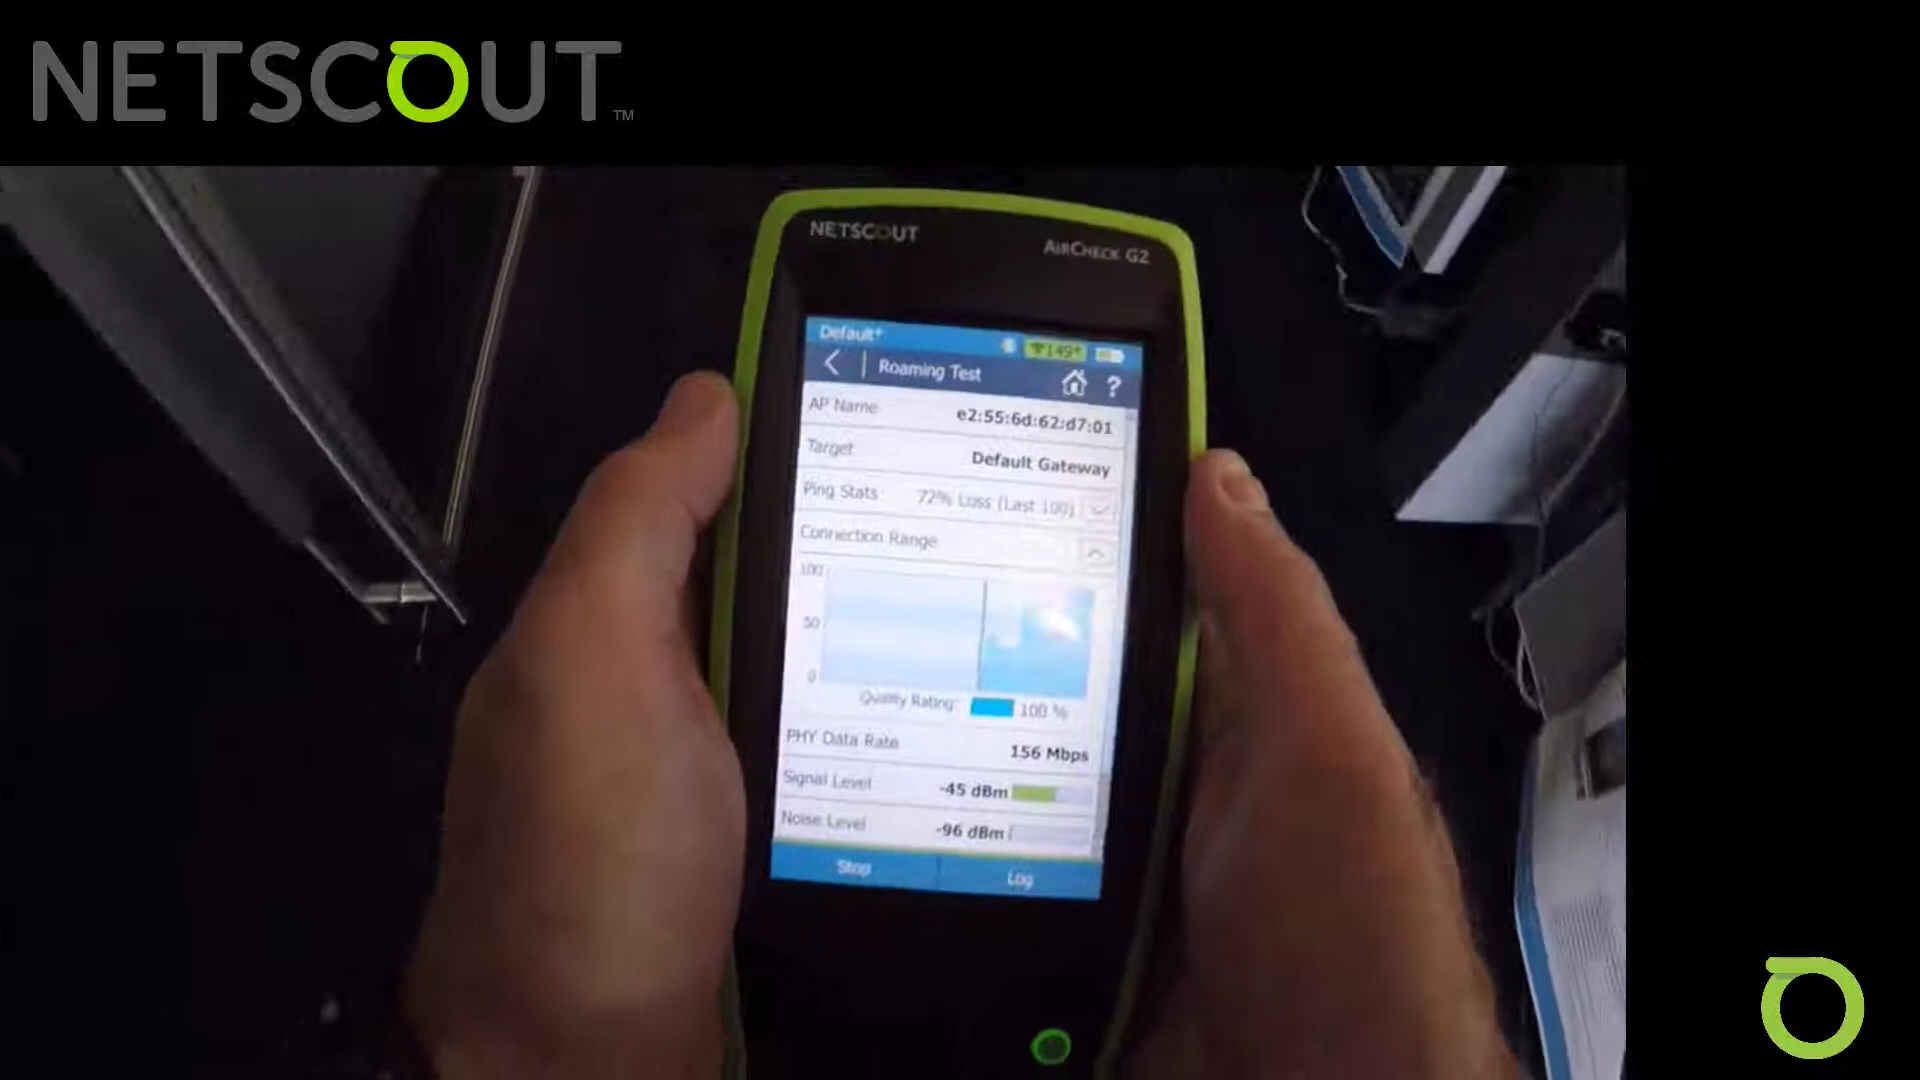 NETSCOUT™
NETSCOUT
AIRCHECK G2
Default*
149*
Roaming Test
?
AP Name e2:55:6d:62:d7:01
Target Default Gateway
Ping Stats 72% Loss (Last 100)
Connection Range
100
50
0
Quality Rating 100 %
PHY Data Rate 156 Mbps
Signal Level -45 dBm
Noise Level -96 dBm
Stop Log